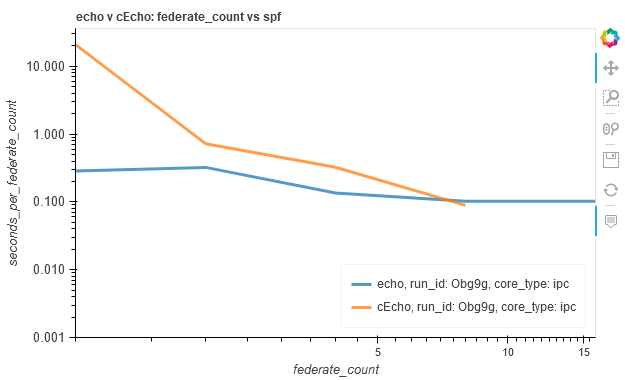 echo v cEcho: federate_count vs spf
seconds_per_federate_count
10.000
1.000
0.100
0.010
0.001
echo, run_id: Obg9g, core_type: ipc
cEcho, run_id: Obg9g, core_type: ipc
5
10
15
federate_count